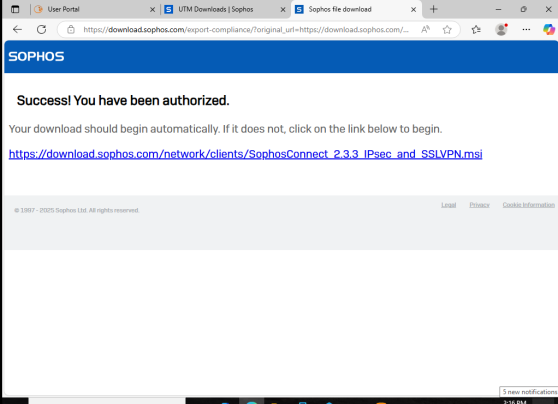 User Portal
UTM Downloads | Sophos
Sophos file download
https://download.sophos.com/export-compliance/?original_url=https://download.sophos.com/...
SOPHOS
Success! You have been authorized.
Your download should begin automatically. If it does not, click on the link below to begin.
https://download.sophos.com/network/clients/SophosConnect_2.3.3_IPsec_and_SSLVPN.msi
© 1997 - 2025 Sophos Ltd. All rights reserved.
Legal Privacy Cookie Information
5 new notifications
3:16 PM